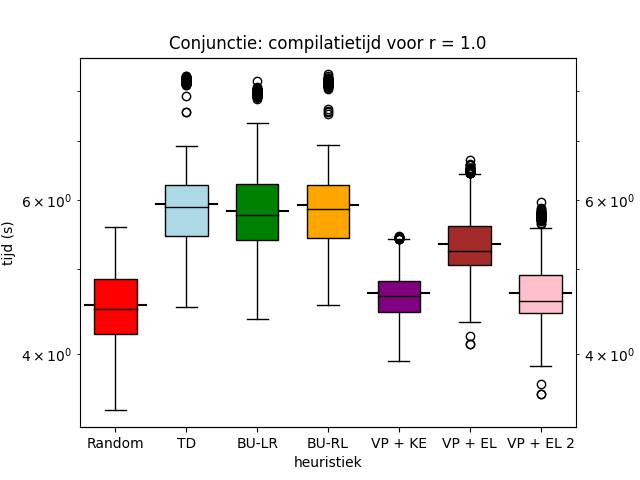 Conjunctie: compilatietijd voor r = 1.0
6 × 10⁰
6 × 10⁰
tijd (s)
4 × 10⁰
4 × 10⁰
Random TD BU-LR BU-RL VP + KE VP + EL VP + EL 2
heuristiek